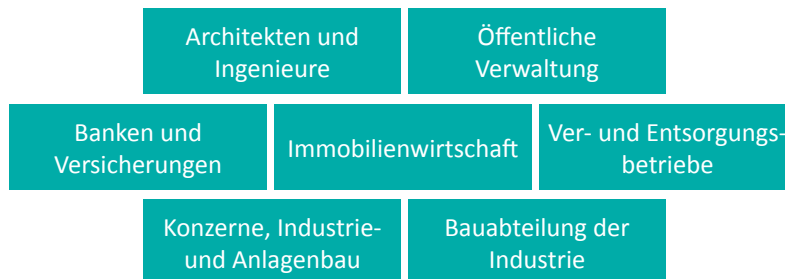 Architekten und
Ingenieure
Öffentliche
Verwaltung
Banken und
Versicherungen
Immobilienwirtschaft
Ver- und Entsorgungs-
betriebe
Konzerne, Industrie-
und Anlagenbau
Bauabteilung der
Industrie